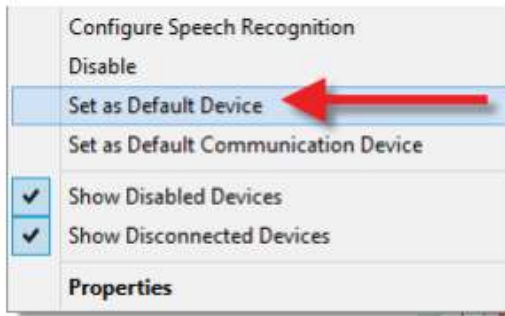 Configure Speech Recognition
Disable
Set as Default Device
Set as Default Communication Device
Show Disabled Devices
Show Disconnected Devices
Properties